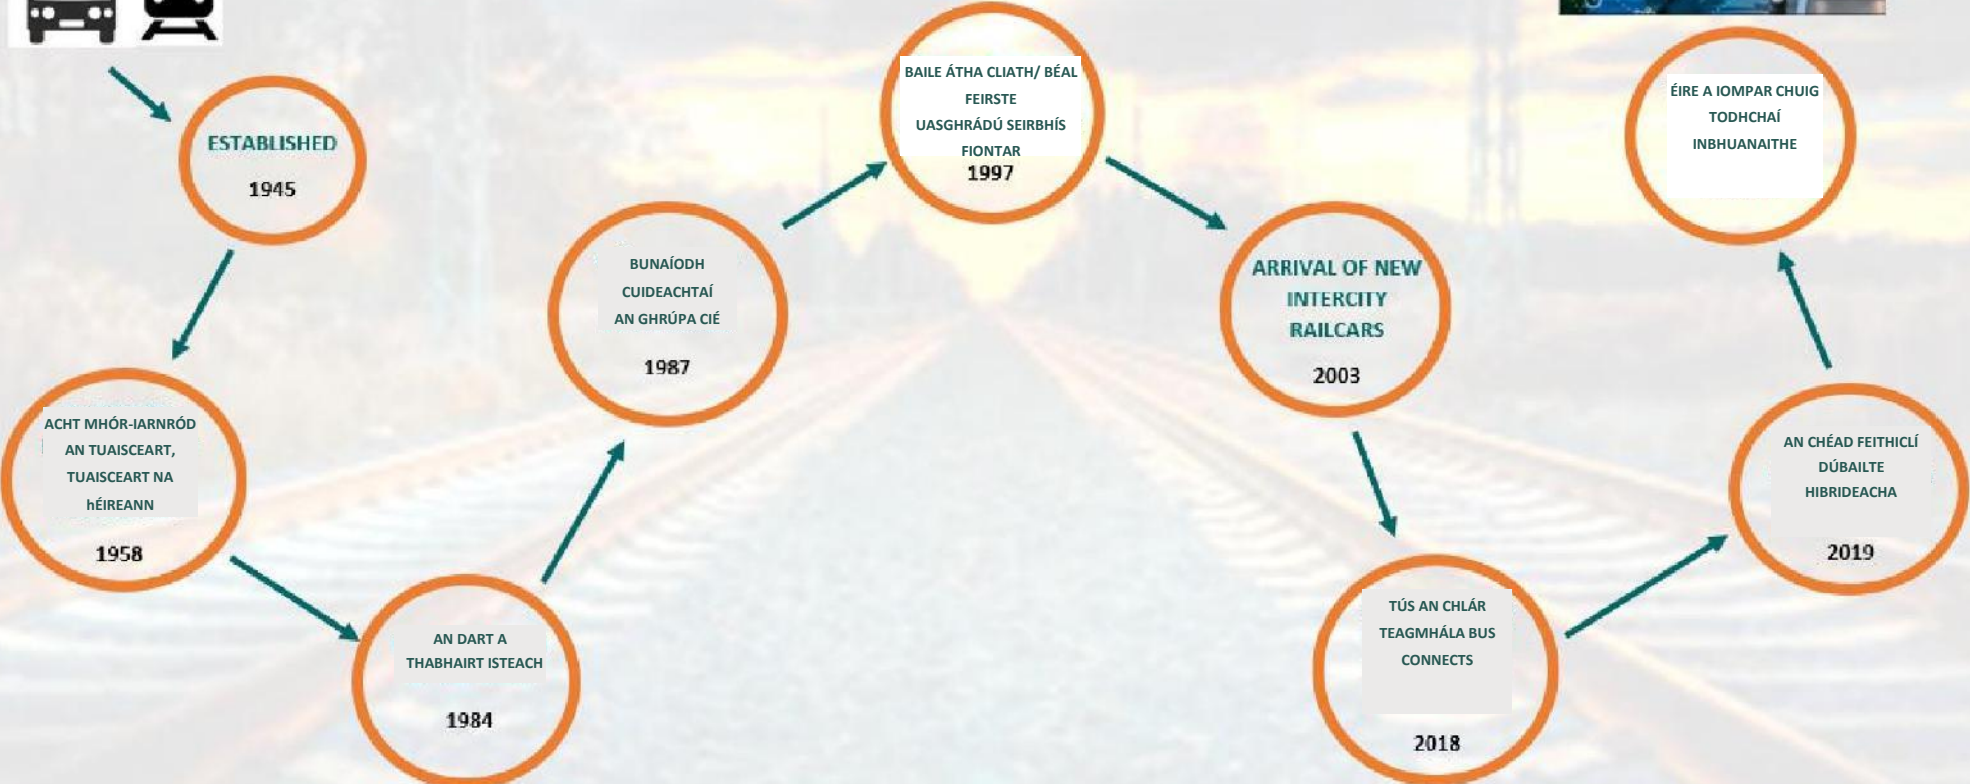 ESTABLISHED
1945
ACHT MHÓR-IARNRÓD
AN TUAISCEART,
TUAISCEART NA
hÉIREANN
1958
AN DART A
THABHAIRT ISTEACH
1984
BUNAÍODH
CUIDEACHTAÍ
AN GHRÚPA CIÉ
1987
BAILE ÁTHA CLIATH/ BÉAL
FEIRSTE
UASGHRÁDÚ SEIRBHÍS
FIONTAR
1997
ARRIVAL OF NEW
INTERCITY
RAILCARS
2003
TÚS AN CHLÁR
TEAGMHÁLA BUS
CONNECTS
2018
AN CHÉAD FEITHICLÍ
DÚBAILTE
HIBRIDEACHA
2019
ÉIRE A IOMPAR CHUIG
TODHCHAÍ
INBHUANAITHE